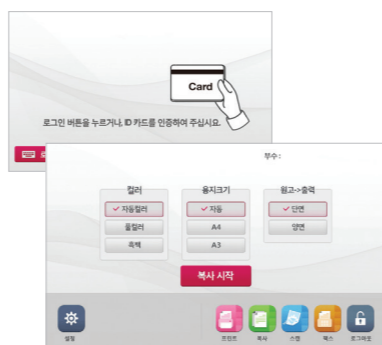 Card
로그인 버튼을 누르거나, ID 카드를 인증하여 주십시요.
부수 :
컬러
용지크기
원고->출력
✓ 자동컬러
✓ 자동
✓ 단면
풀컬러
A4
양면
흑백
A3
복사 시작
설정
프린트
복사
스캔
팩스
로그아웃